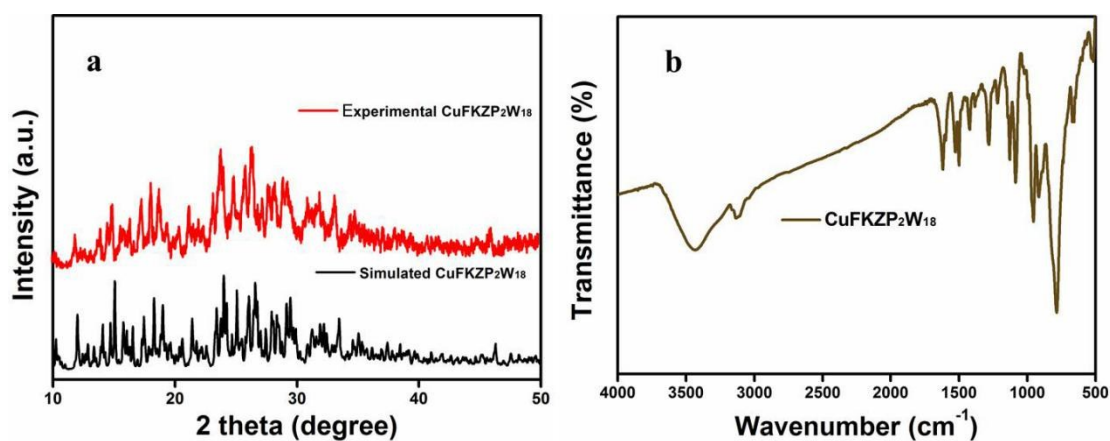 a
Experimental CuFKZP₂W₁₈
Simulated CuFKZP₂W₁₈
Intensity (a.u.)
10 20 30 40 50
2 theta (degree)
b
CuFKZP₂W₁₈
Transmittance (%)
4000 3500 3000 2500 2000 1500 1000 500
Wavenumber (cm⁻¹)